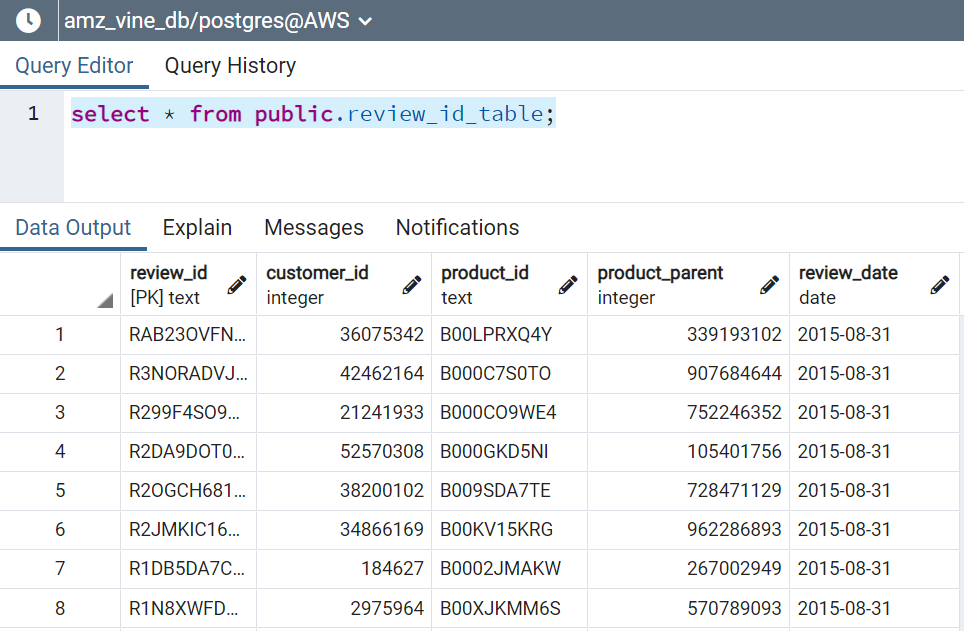 amz_vine_db/postgres@AWS
Query Editor Query History
1 select * from public.review_id_table;
Data Output Explain Messages Notifications
review_id customer_id product_id product_parent review_date
[PK] text integer text integer date
1 RAB23OVFN... 36075342 B00LPRXQ4Y 339193102 2015-08-31
2 R3NORADVJ... 42462164 B000C7S0TO 907684644 2015-08-31
3 R299F4SO9... 21241933 B000CO9WE4 752246352 2015-08-31
4 R2DA9DOT0... 52570308 B000GKD5NI 105401756 2015-08-31
5 R2OGCH681... 38200102 B009SDA7TE 728471129 2015-08-31
6 R2JMKIC16... 34866169 B00KV15KRG 962286893 2015-08-31
7 R1DB5DA7C... 184627 B0002JMAKW 267002949 2015-08-31
8 R1N8XWFD... 2975964 B00XJKMM6S 570789093 2015-08-31